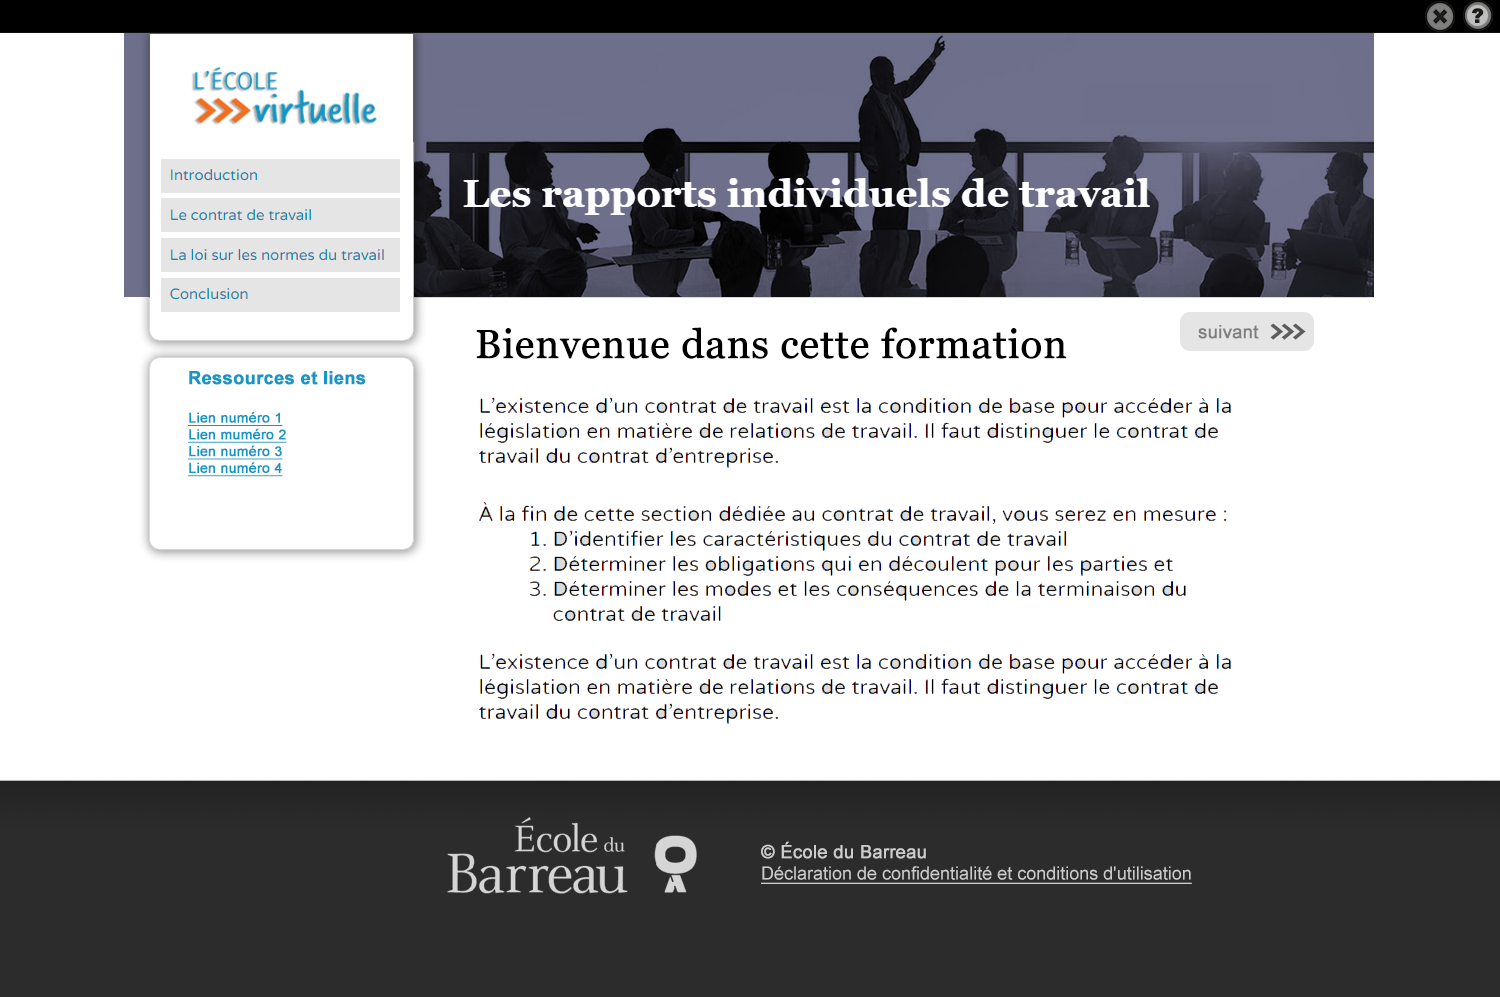 ?
L'ÉCOLE
>>>virtuelle
Introduction
Le contrat de travail
La loi sur les normes du travail
Conclusion
Les rapports individuels de travail
Ressources et liens
Lien numéro 1
Lien muméro 2
Lien numéro 3
Lien numéro 4
Bienvenue dans cette formation
suivant >>>
L'existence d'un contrat de travail est la condition de base pour accéder à la
législation en matière de relations de travail. Il faut distinguer le contrat de
travail du contrat d'entreprise.
À la fin de cette section dédiée au contrat de travail, vous serez en mesure :
1. D'identifier les caractéristiques du contrat de travail
2. Déterminer les obligations qui en découlent pour les parties et
3. Déterminer les modes et les conséquences de la terminaison du
contrat de travail
L'existence d'un contrat de travail est la condition de base pour accéder à la
législation en matière de relations de travail. Il faut distinguer le contrat de
travail du contrat d'entreprise.
École du
Barreau
© École du Barreau
Déclaration de confidentialité et conditions d'utilisation